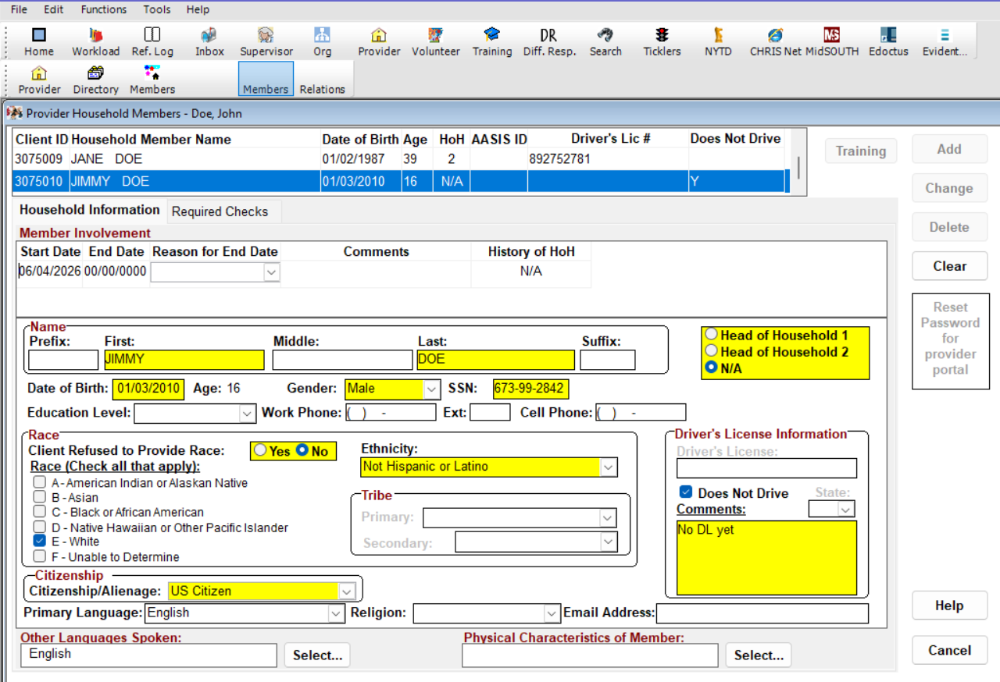 File Edit Functions Tools Help
Home Workload Ref. Log Inbox Supervisor Org Provider Volunteer Training DR Diff. Resp. Search Ticklers NYTD CHRIS Net MS MidSOUTH Edoctus Evident...
Provider Directory Members Members Relations
Provider Household Members - Doe, John
Client ID Household Member Name Date of Birth Age HoH AASIS ID Driver's Lic # Does Not Drive
3075009 JANE DOE 01/02/1987 39 2 892752781
3075010 JIMMY DOE 01/03/2010 16 N/A Y
Training
Add
Change
Delete
Clear
Reset Password for provider portal
Household Information Required Checks
Member Involvement
Start Date End Date Reason for End Date Comments History of HoH
06/04/2026 00/00/0000 N/A
Name
Prefix: First: Middle: Last: Suffix:
JIMMY DOE
Head of Household 1
Head of Household 2
N/A
Date of Birth: 01/03/2010 Age: 16 Gender: Male SSN: 673-99-2842
Education Level: Work Phone: ( ) - Ext: Cell Phone: ( ) -
Race
Client Refused to Provide Race: Yes No
Race (Check all that apply):
A - American Indian or Alaskan Native
B - Asian
C - Black or African American
D - Native Hawaiian or Other Pacific Islander
E - White
F - Unable to Determine
Ethnicity:
Not Hispanic or Latino
Tribe
Primary:
Secondary:
Driver's License Information
Driver's License:
Does Not Drive State:
Comments:
No DL yet
Citizenship
Citizenship/Alienage: US Citizen
Primary Language: English Religion: Email Address:
Other Languages Spoken: Physical Characteristics of Member:
English Select... Select...
Help
Cancel